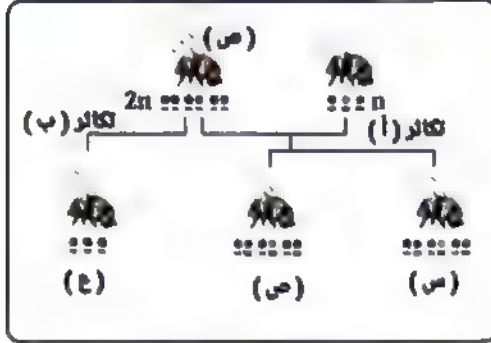 (ص)
2n
n
تكاثر (ب)
تكاثر (أ)
(ع)
(ص)
(س)